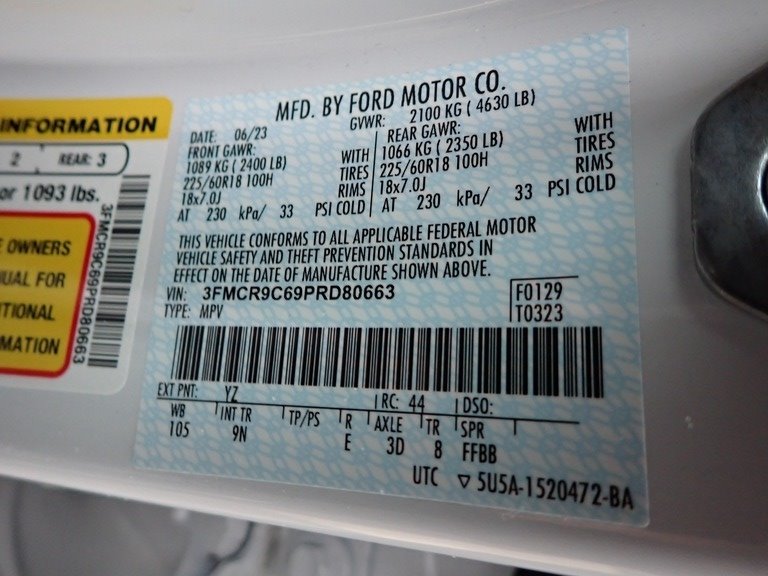 INFORMATION
2 REAR: 3
or 1093 lbs.
OWNERS
UAL FOR
ITIONAL
MATION
3FMCR9C69PRD80663
MFD. BY FORD MOTOR CO.
DATE: 06/23 GVWR: 2100 KG ( 4630 LB)
FRONT GAWR: REAR GAWR:
1089 KG ( 2400 LB) WITH 1066 KG ( 2350 LB) WITH
225/60R18 100H TIRES 225/60R18 100H TIRES
18x7.0J RIMS 18x7.0J RIMS
AT 230 kPa/ 33 PSI COLD AT 230 kPa/ 33 PSI COLD
THIS VEHICLE CONFORMS TO ALL APPLICABLE FEDERAL MOTOR
VEHICLE SAFETY AND THEFT PREVENTION STANDARDS IN
EFFECT ON THE DATE OF MANUFACTURE SHOWN ABOVE.
VIN: 3FMCR9C69PRD80663 F0129
TYPE: MPV T0323
EXT PNT: YZ RC: 44 DSO:
WB INT TR TP/PS R AXLE TR SPR
105 9N E 3D 8 FFBB
UTC ▽ 5U5A-1520472-BA